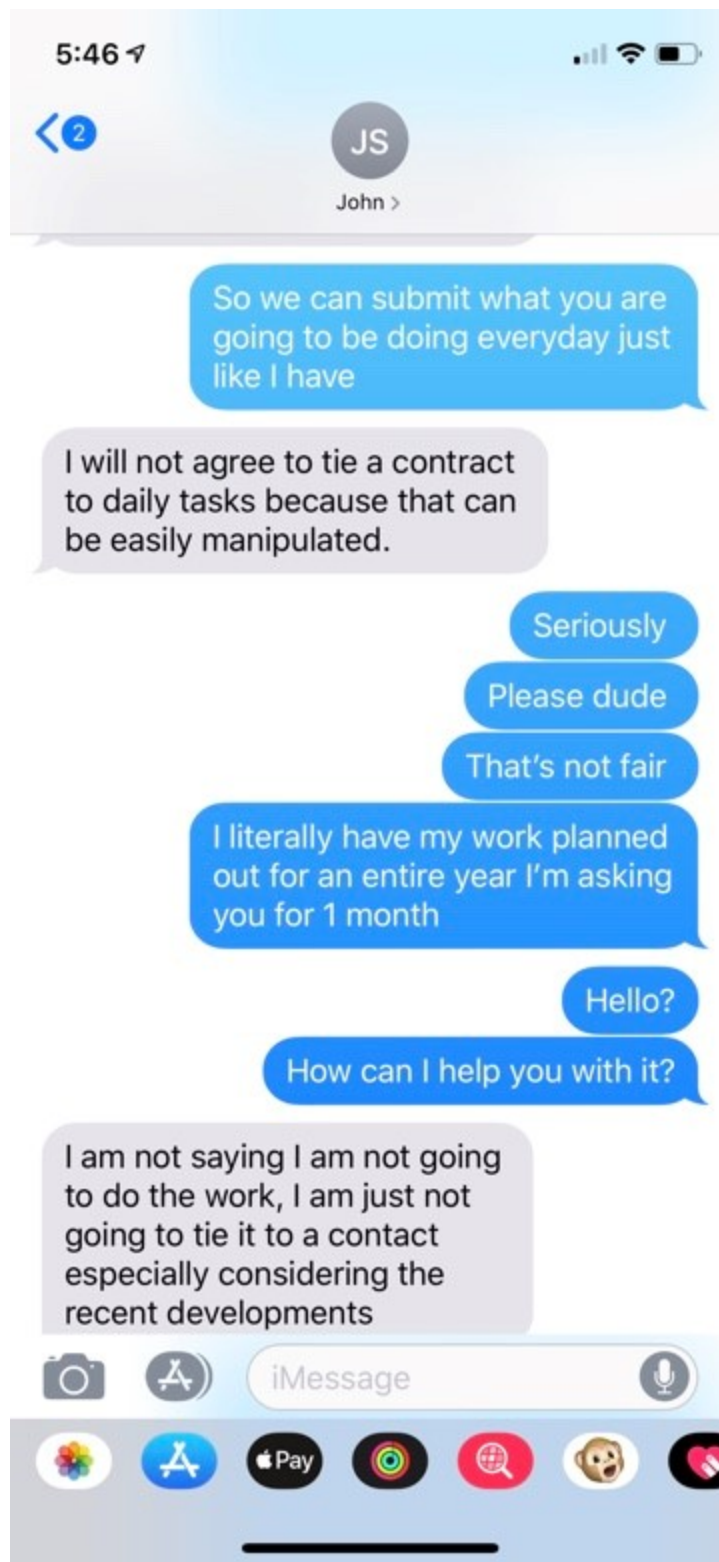 5:46
2
JS
John >
So we can submit what you are
going to be doing everyday just
like I have
I will not agree to tie a contract
to daily tasks because that can
be easily manipulated.
Seriously
Please dude
That's not fair
I literally have my work planned
out for an entire year I'm asking
you for 1 month
Hello?
How can I help you with it?
I am not saying I am not going
to do the work, I am just not
going to tie it to a contact
especially considering the
recent developments
iMessage
Pay